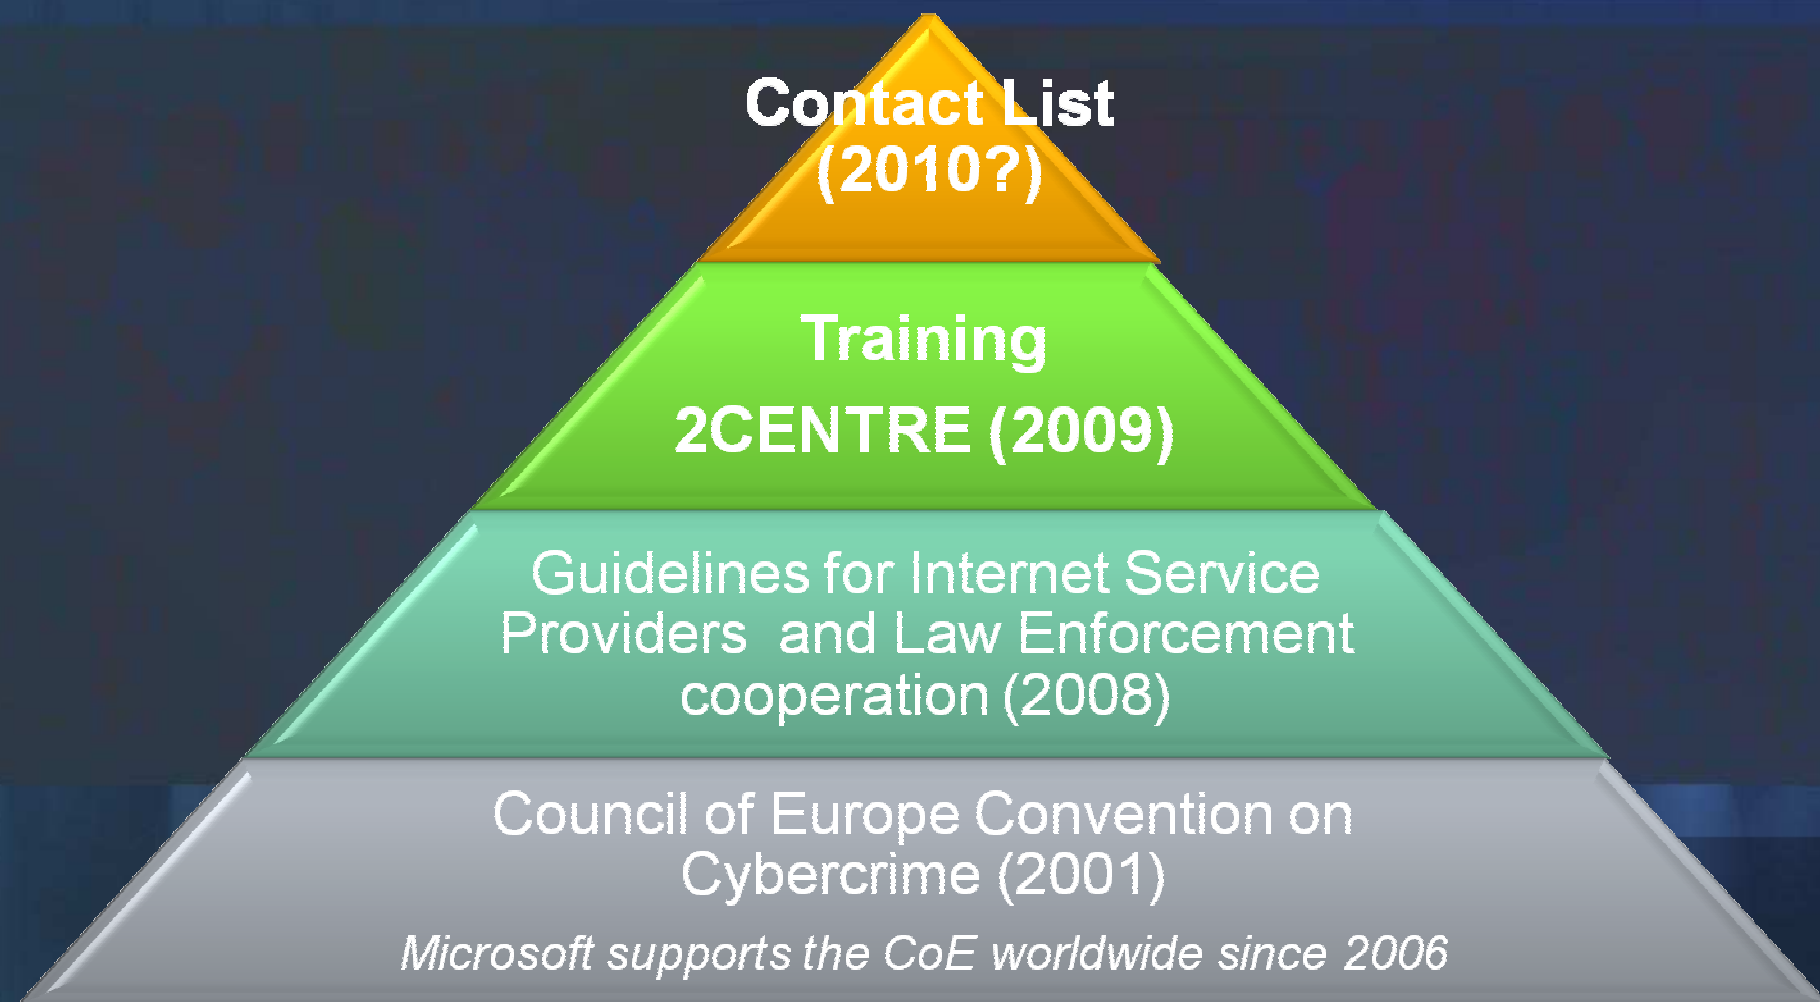 Contact List
(2010?)
Training
2CENTRE (2009)
Guidelines for Internet Service
Providers and Law Enforcement
cooperation (2008)
Council of Europe Convention on
Cybercrime (2001)
Microsoft supports the CoE worldwide since 2006